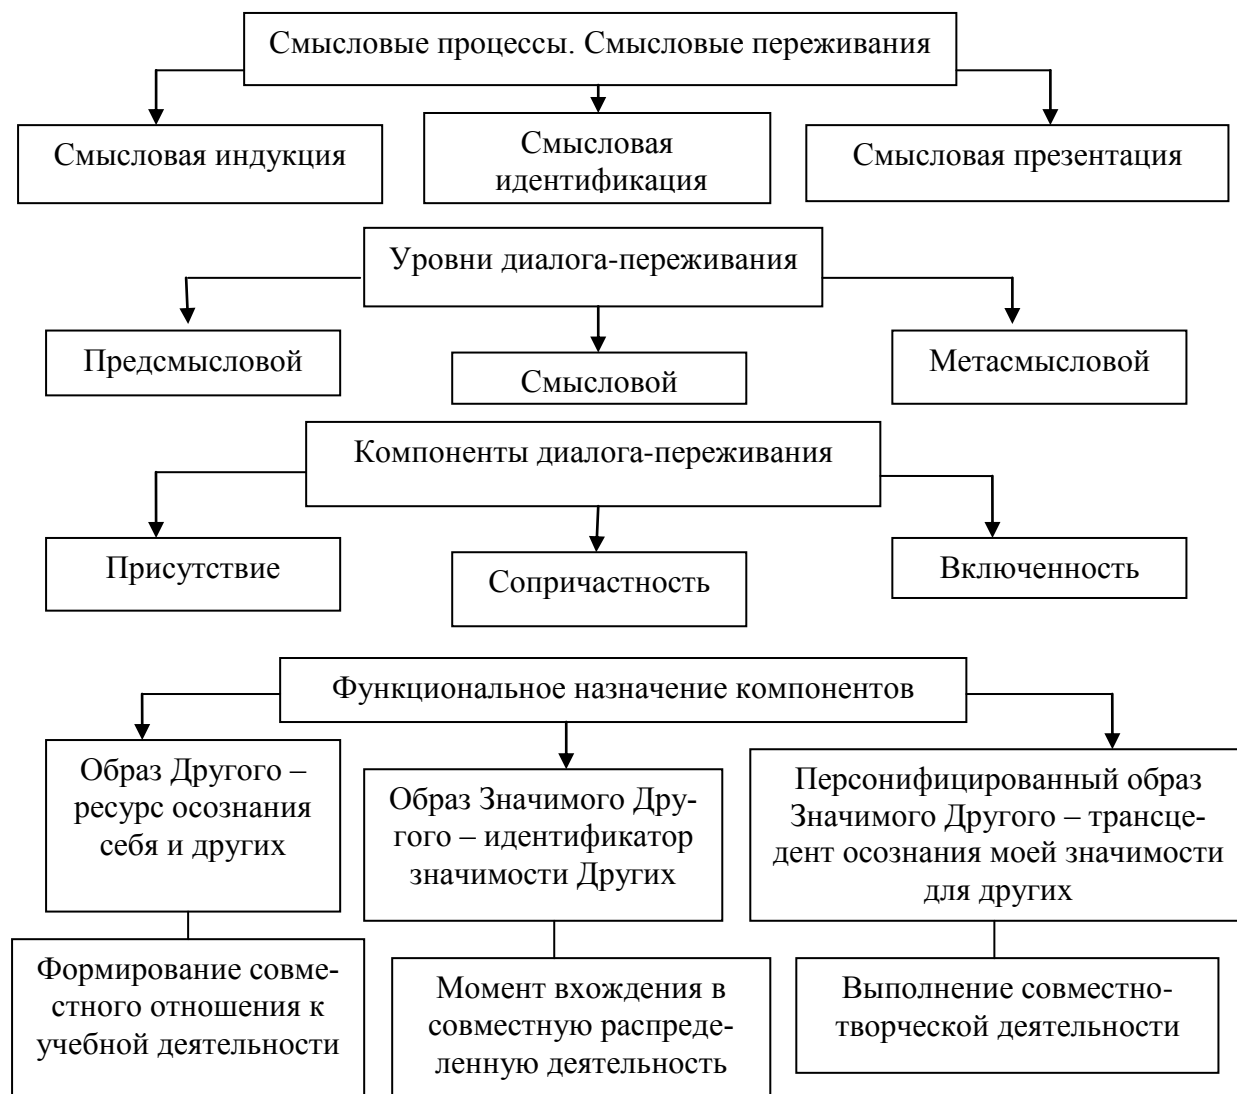 Смысловые процессы. Смысловые переживания
Смысловая индукция
Смысловая
идентификация
Смысловая презентация
Уровни диалога-переживания
Предсмысловой
Смысловой
Метасмысловой
Компоненты диалога-переживания
Присутствие
Сопричастность
Включенность
Функциональное назначение компонентов
Образ Другого –
ресурс осознания
себя и других
Образ Значимого Дру-
гого – идентификатор
значимости Других
Персонифицированный образ
Значимого Другого – трансце-
дент осознания моей значимости
для других
Формирование совме-
стного отношения к
учебной деятельности
Момент вхождения в
совместную распреде-
ленную деятельность
Выполнение совместно-
творческой деятельности